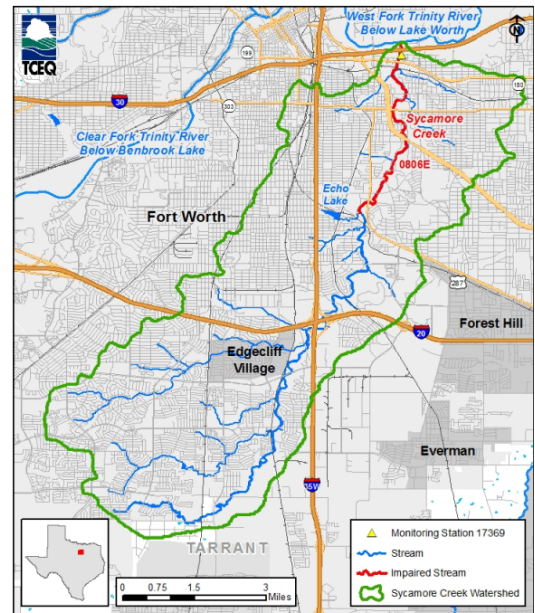 West Fork Trinity River
Below Lake Worth
N
TCEQ
199
180
30
303
Sycamore
Creek
Clear Fork Trinity River
Below Benbrook Lake
0806E
Echo
Lake
Fort Worth
287
Forest Hill
20
Edgecliff
Village
Everman
35W
TARRANT
Monitoring Station 17369
Stream
Impaired Stream
Sycamore Creek Watershed
0 0.75 1.5 3
Miles